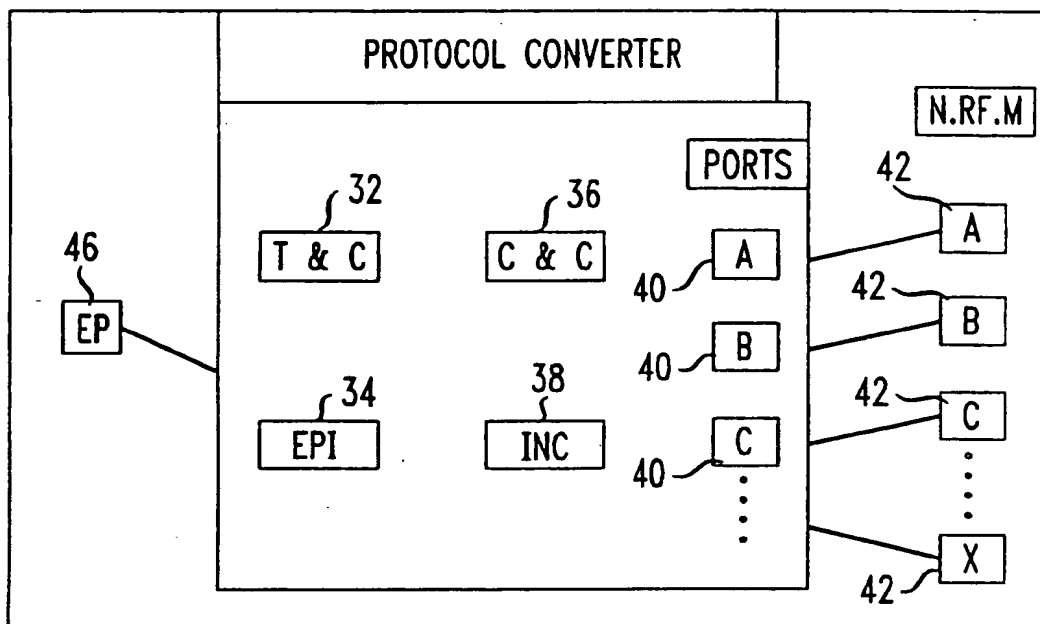 PROTOCOL CONVERTER
N.RF.M
PORTS
32
36
42
T & C
C & C
A
A
46
40
42
EP
B
B
40
34
38
42
EPI
INC
C
C
40
X
42